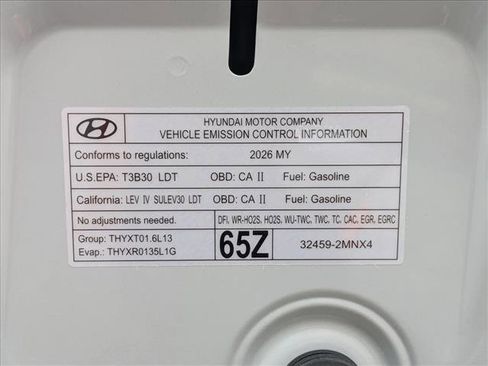 HYUNDAI MOTOR COMPANY
VEHICLE EMISSION CONTROL INFORMATION
Conforms to regulations: 2026 MY
U.S.EPA: T3B30 LDT OBD: CA II Fuel: Gasoline
California: LEV IV SULEV30 LDT OBD: CA II Fuel: Gasoline
No adjustments needed. DFI, WR-HO2S, HO2S, WU-TWC, TWC, TC, CAC, EGR, EGRC
Group: THYXT01.6L13
Evap.: THYXR0135L1G
65Z
32459-2MNX4